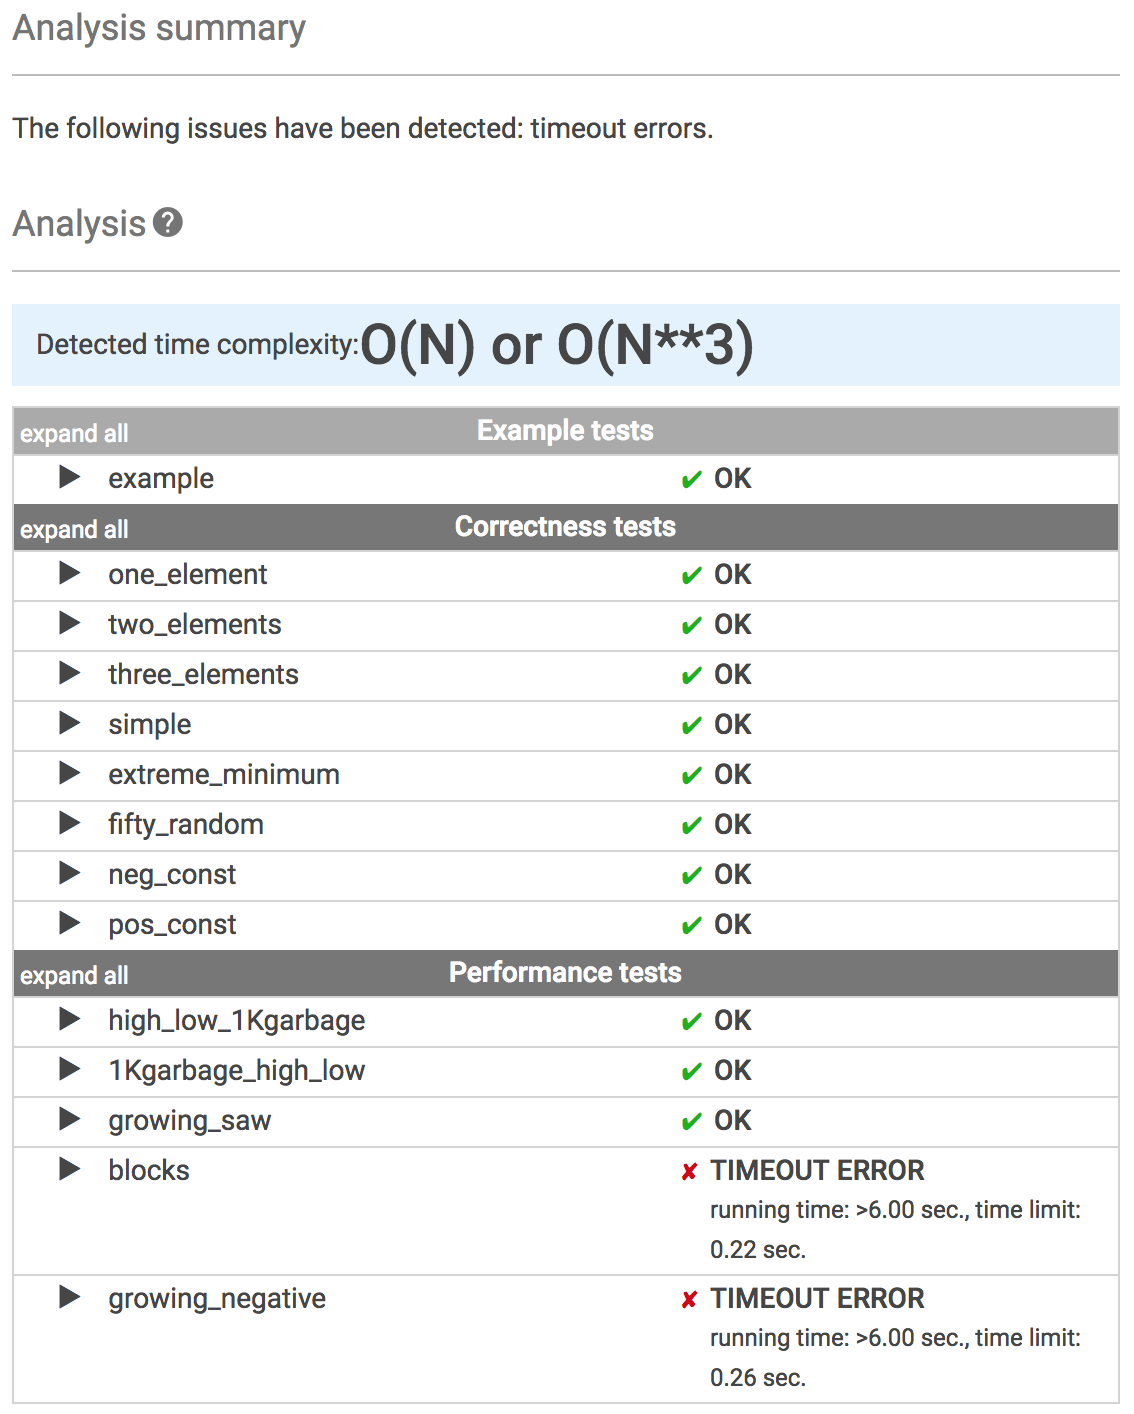 Analysis summary
The following issues have been detected: timeout errors.
Analysis ?
Detected time complexity: O(N) or O(N**3)
expand all Example tests
example ✔ OK
expand all Correctness tests
one_element ✔ OK
two_elements ✔ OK
three_elements ✔ OK
simple ✔ OK
extreme_minimum ✔ OK
fifty_random ✔ OK
neg_const ✔ OK
pos_const ✔ OK
expand all Performance tests
high_low_1Kgarbage ✔ OK
1Kgarbage_high_low ✔ OK
growing_saw ✔ OK
blocks ✘ TIMEOUT ERROR
running time: >6.00 sec., time limit:
0.22 sec.
growing_negative ✘ TIMEOUT ERROR
running time: >6.00 sec., time limit:
0.26 sec.